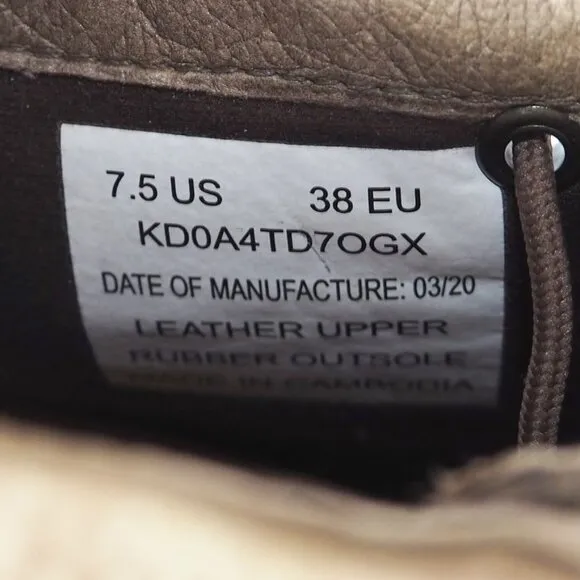 7.5 US 38 EU
KD0A4TD7OGX
DATE OF MANUFACTURE: 03/20
LEATHER UPPER
RUBBER OUTSOLE
MADE IN CAMBODIA